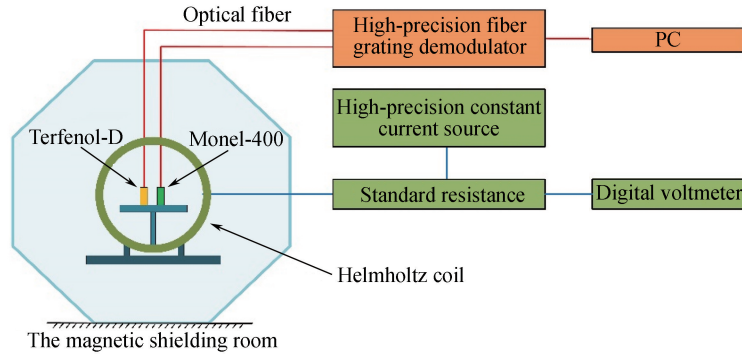 Optical fiber
High-precision fiber
grating demodulator
PC
High-precision constant
current source
Terfenol-D
Monel-400
Standard resistance
Digital voltmeter
Helmholtz coil
The magnetic shielding room